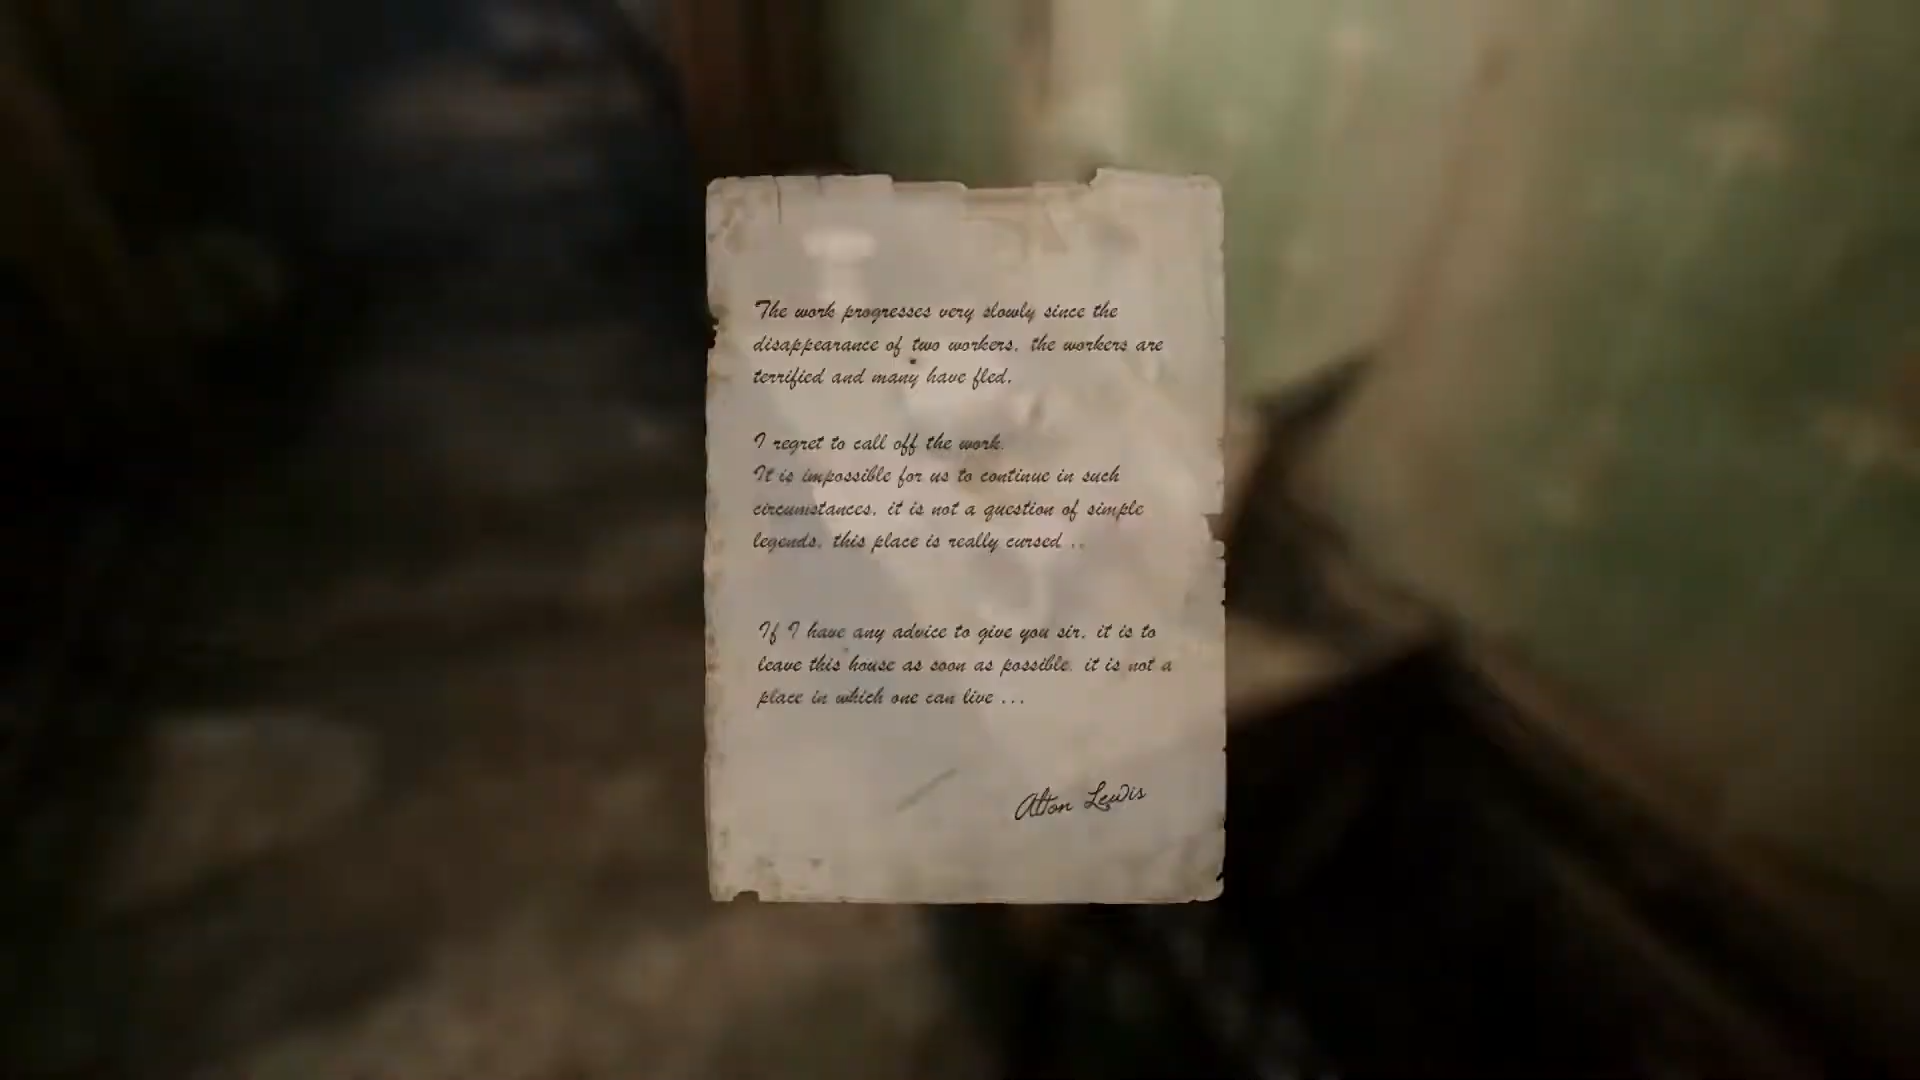 The work progresses very slowly since the
disappearance of two workers, the workers are
terrified and many have fled.
I regret to call off the work.
It is impossible for us to continue in such
circumstances, it is not a question of simple
legends, this place is really cursed ..
If I have any advice to give you sir, it is to
leave this house as soon as possible, it is not a
place in which one can live ...
Alton Lewis